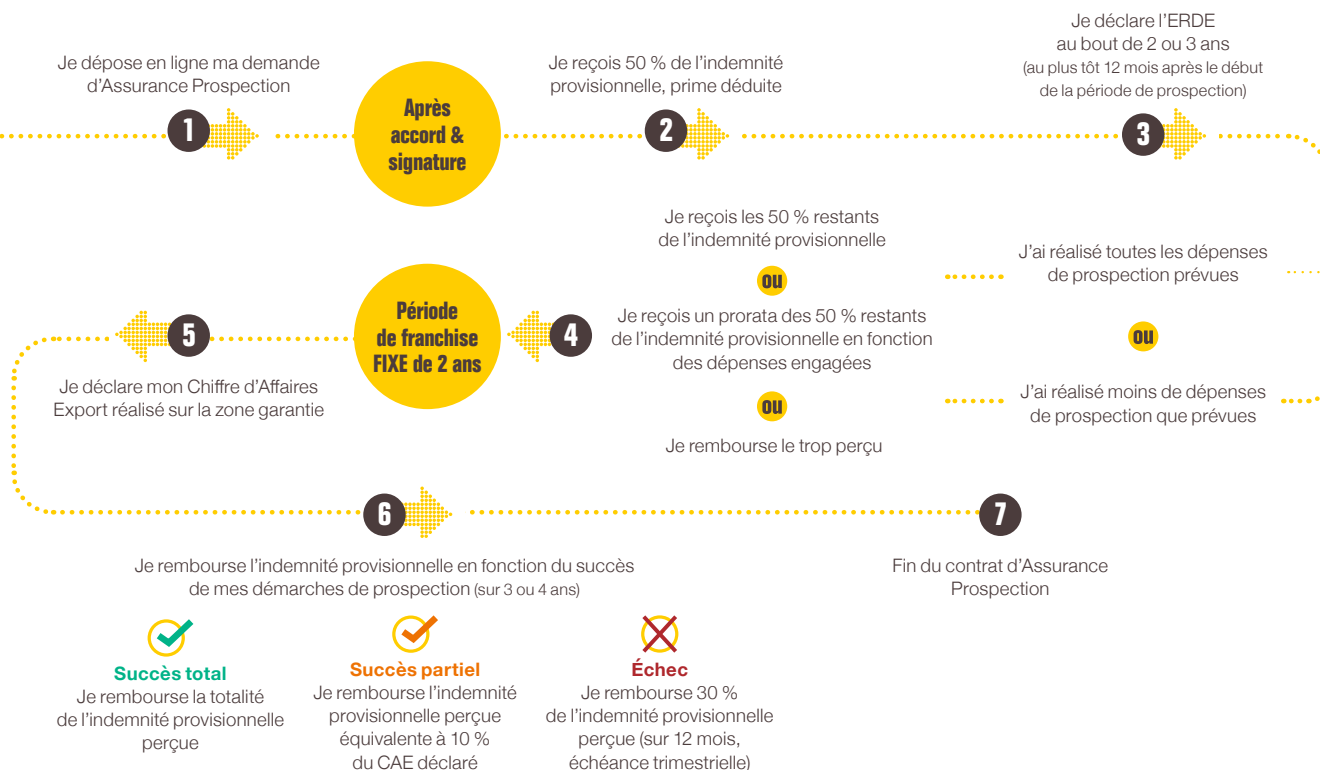 Je dépose en ligne ma demande
d'Assurance Prospection
1
Après
accord &
signature
Je reçois 50 % de l'indemnité
provisionnelle, prime déduite
2
Je déclare l'ERDE
au bout de 2 ou 3 ans
(au plus tôt 12 mois après le début
de la période de prospection)
3
J'ai réalisé toutes les dépenses
de prospection prévues
ou
J'ai réalisé moins de dépenses
de prospection que prévues
Je reçois les 50 % restants
de l'indemnité provisionnelle
ou
Je reçois un prorata des 50 % restants
de l'indemnité provisionnelle en fonction
des dépenses engagées
ou
Je rembourse le trop perçu
4
Période
de franchise
FIXE de 2 ans
5
Je déclare mon Chiffre d'Affaires
Export réalisé sur la zone garantie
6
Je rembourse l'indemnité provisionnelle en fonction du succès
de mes démarches de prospection (sur 3 ou 4 ans)
Succès total
Je rembourse la totalité
de l'indemnité provisionnelle
perçue
Succès partiel
Je rembourse l'indemnité
provisionnelle perçue
équivalente à 10 %
du CAE déclaré
Échec
Je rembourse 30 %
de l'indemnité provisionnelle
perçue (sur 12 mois,
échéance trimestrielle)
7
Fin du contrat d'Assurance
Prospection